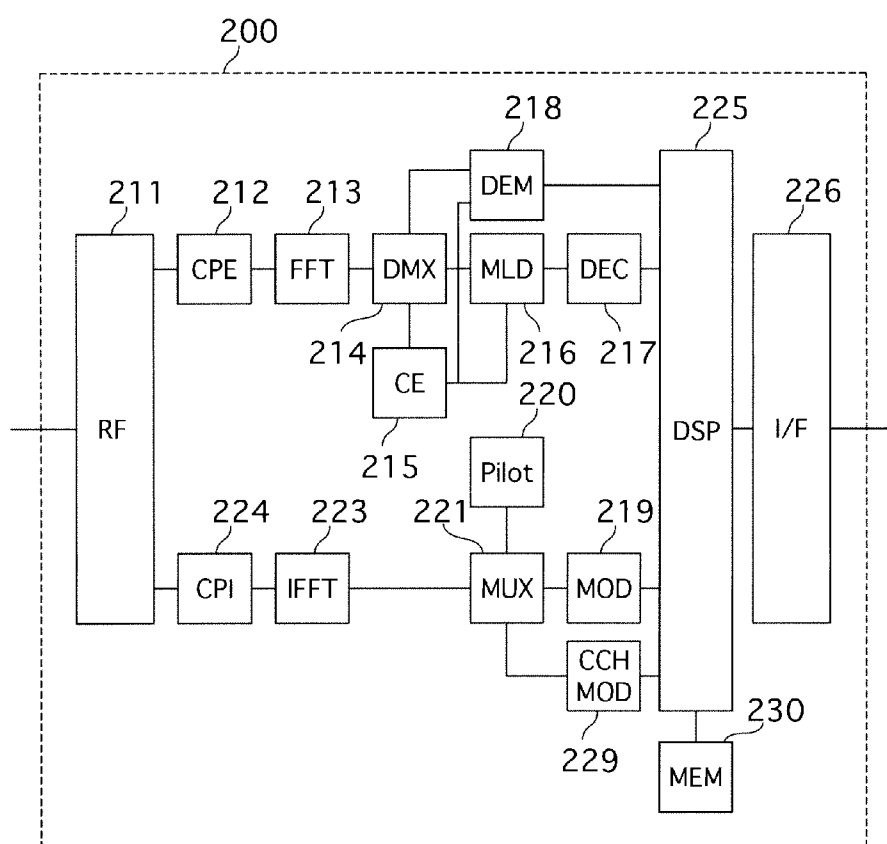 200
218
225
211
212
213
DEM
226
CPE
FFT
DMX
MLD
DEC
214
216
217
CE
220
RF
215
Pilot
DSP
I/F
224
223
221
219
CPI
IFFT
MUX
MOD
CCH
MOD
229
230
MEM